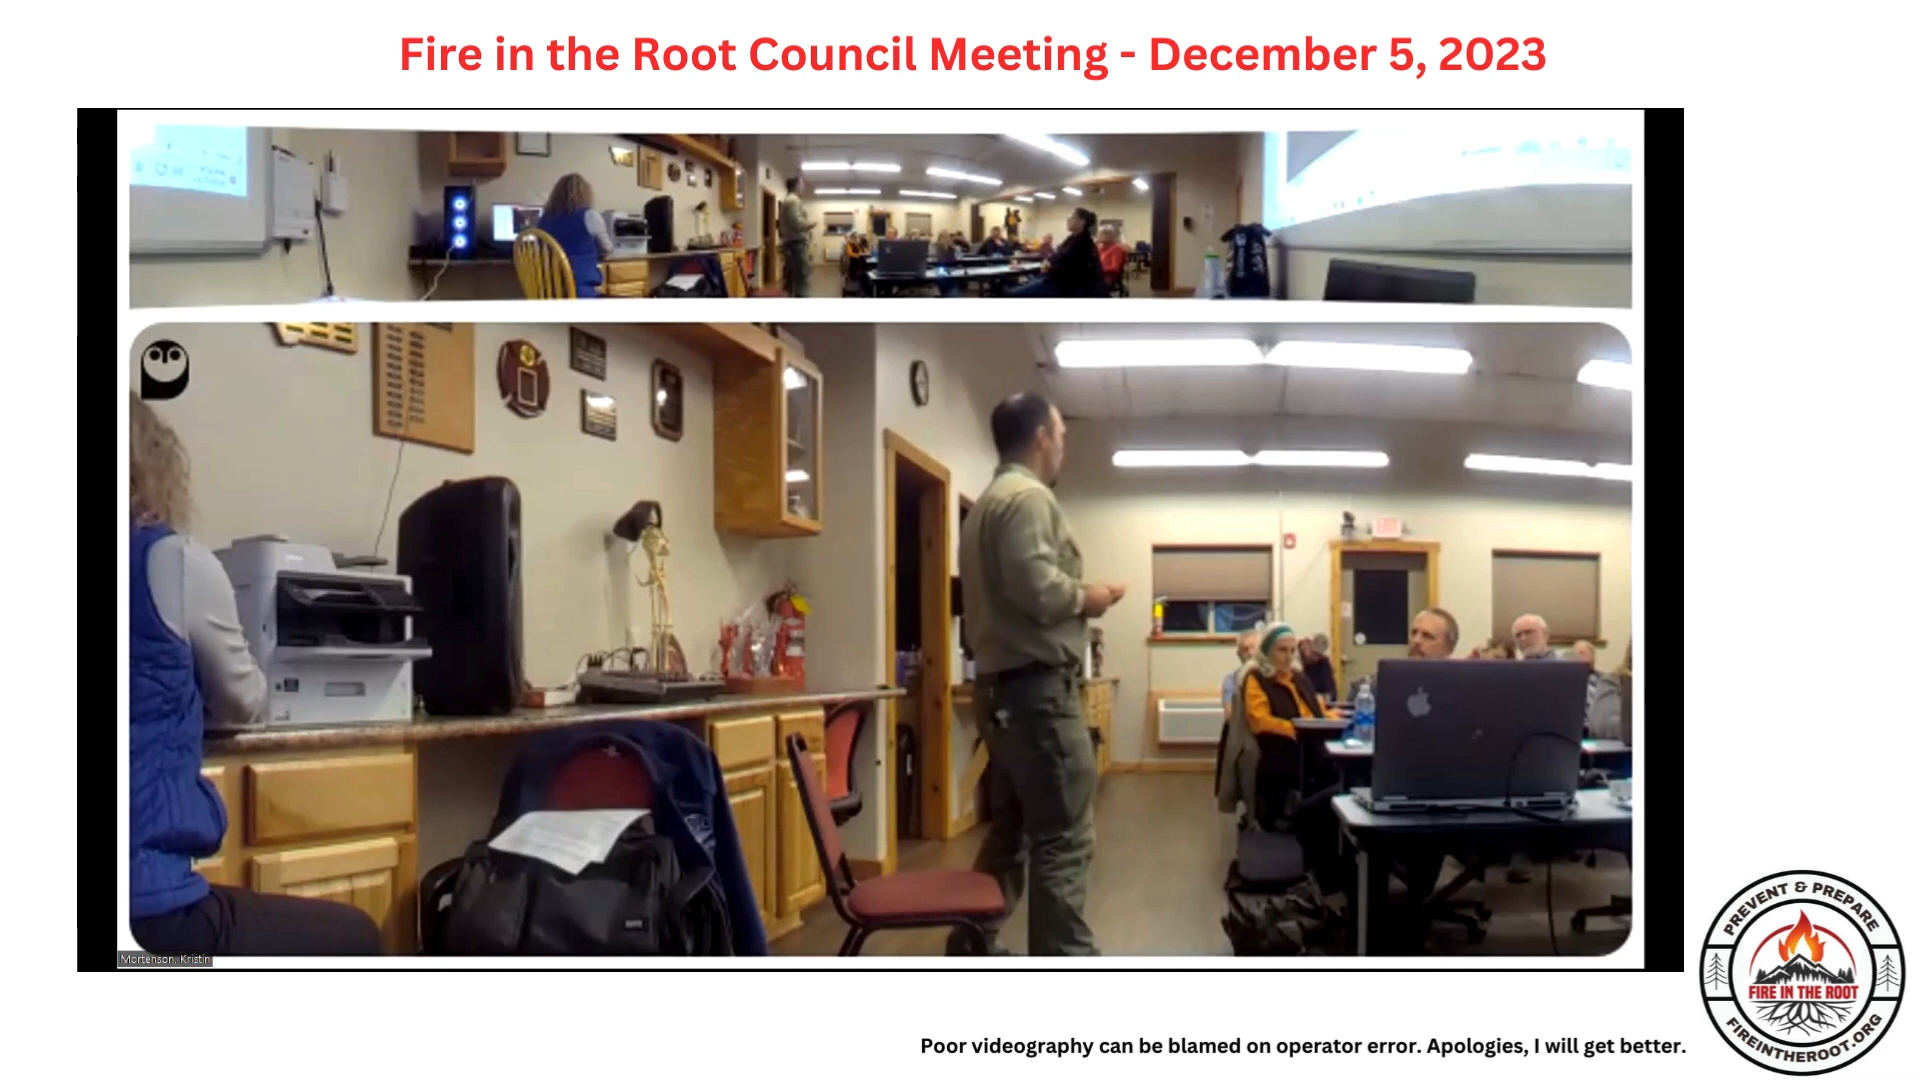 Fire in the Root Council Meeting - December 5, 2023
Mortenson, Kristin
PREVENT & PREPARE
FIRE IN THE ROOT
FIREINTHEROOT.ORG
Poor videography can be blamed on operator error. Apologies, I will get better.